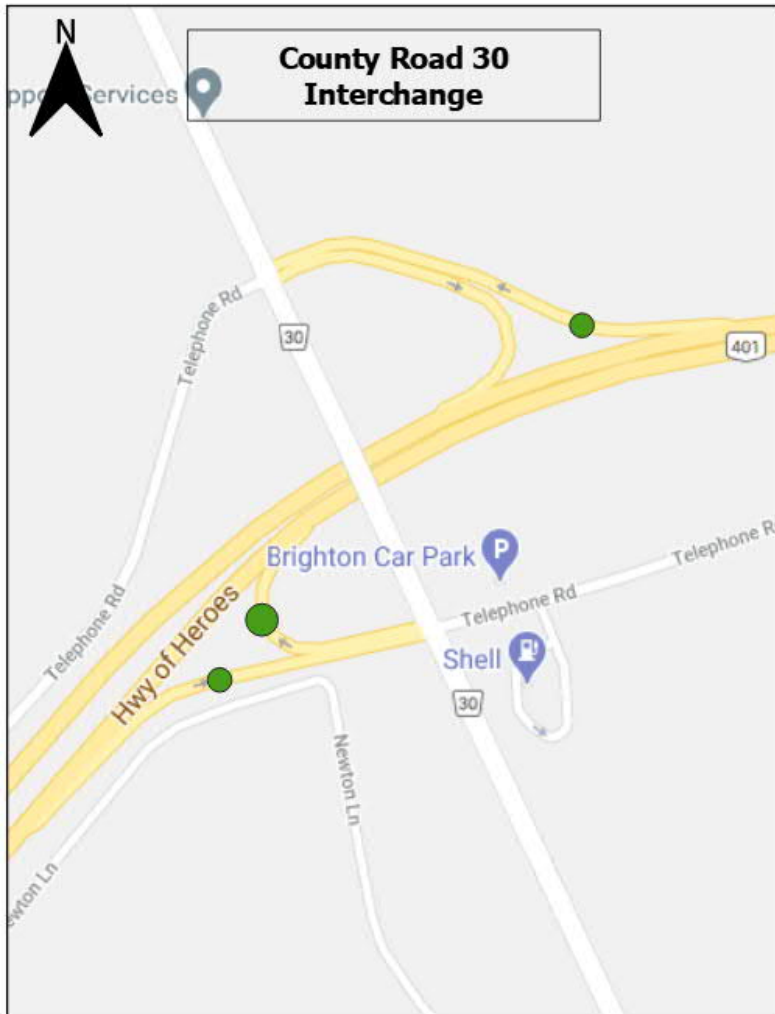 N
County Road 30
Interchange
Services
Telephone Rd
30
401
Brighton Car Park
P
Telephone R
Telephone Rd
Telephone Rd
Hwy of Heroes
Shell
30
Newton Ln
ewton Ln